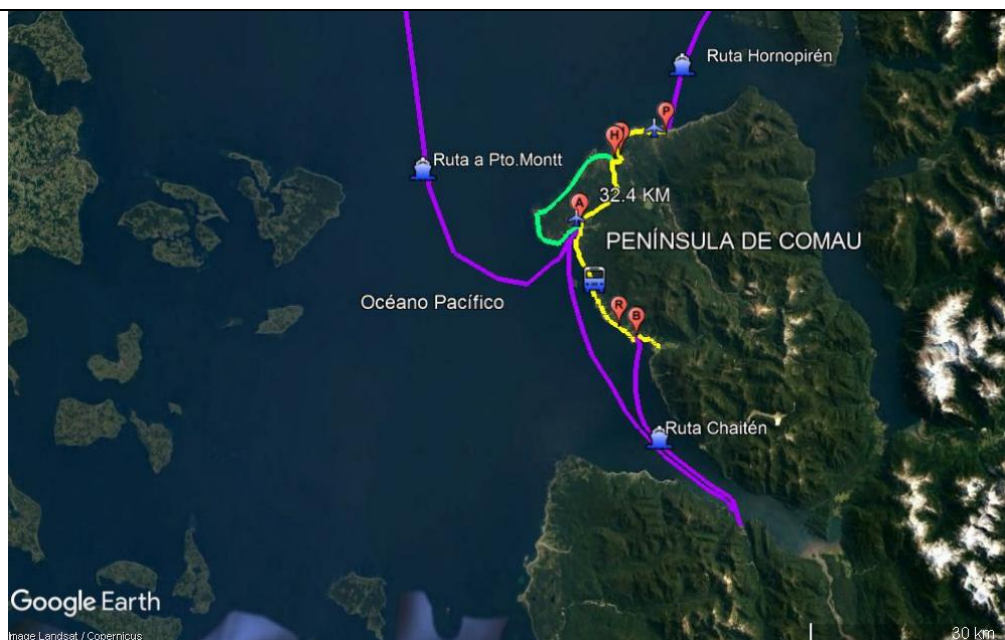 Ruta Hornopirén
P
H
Ruta a Pto.Montt
32.4 KM
A
PENÍNSULA DE COMAU
Océano Pacífico
R
B
Ruta Chaitén
Google Earth
Image Landsat / Copernicus
30 km